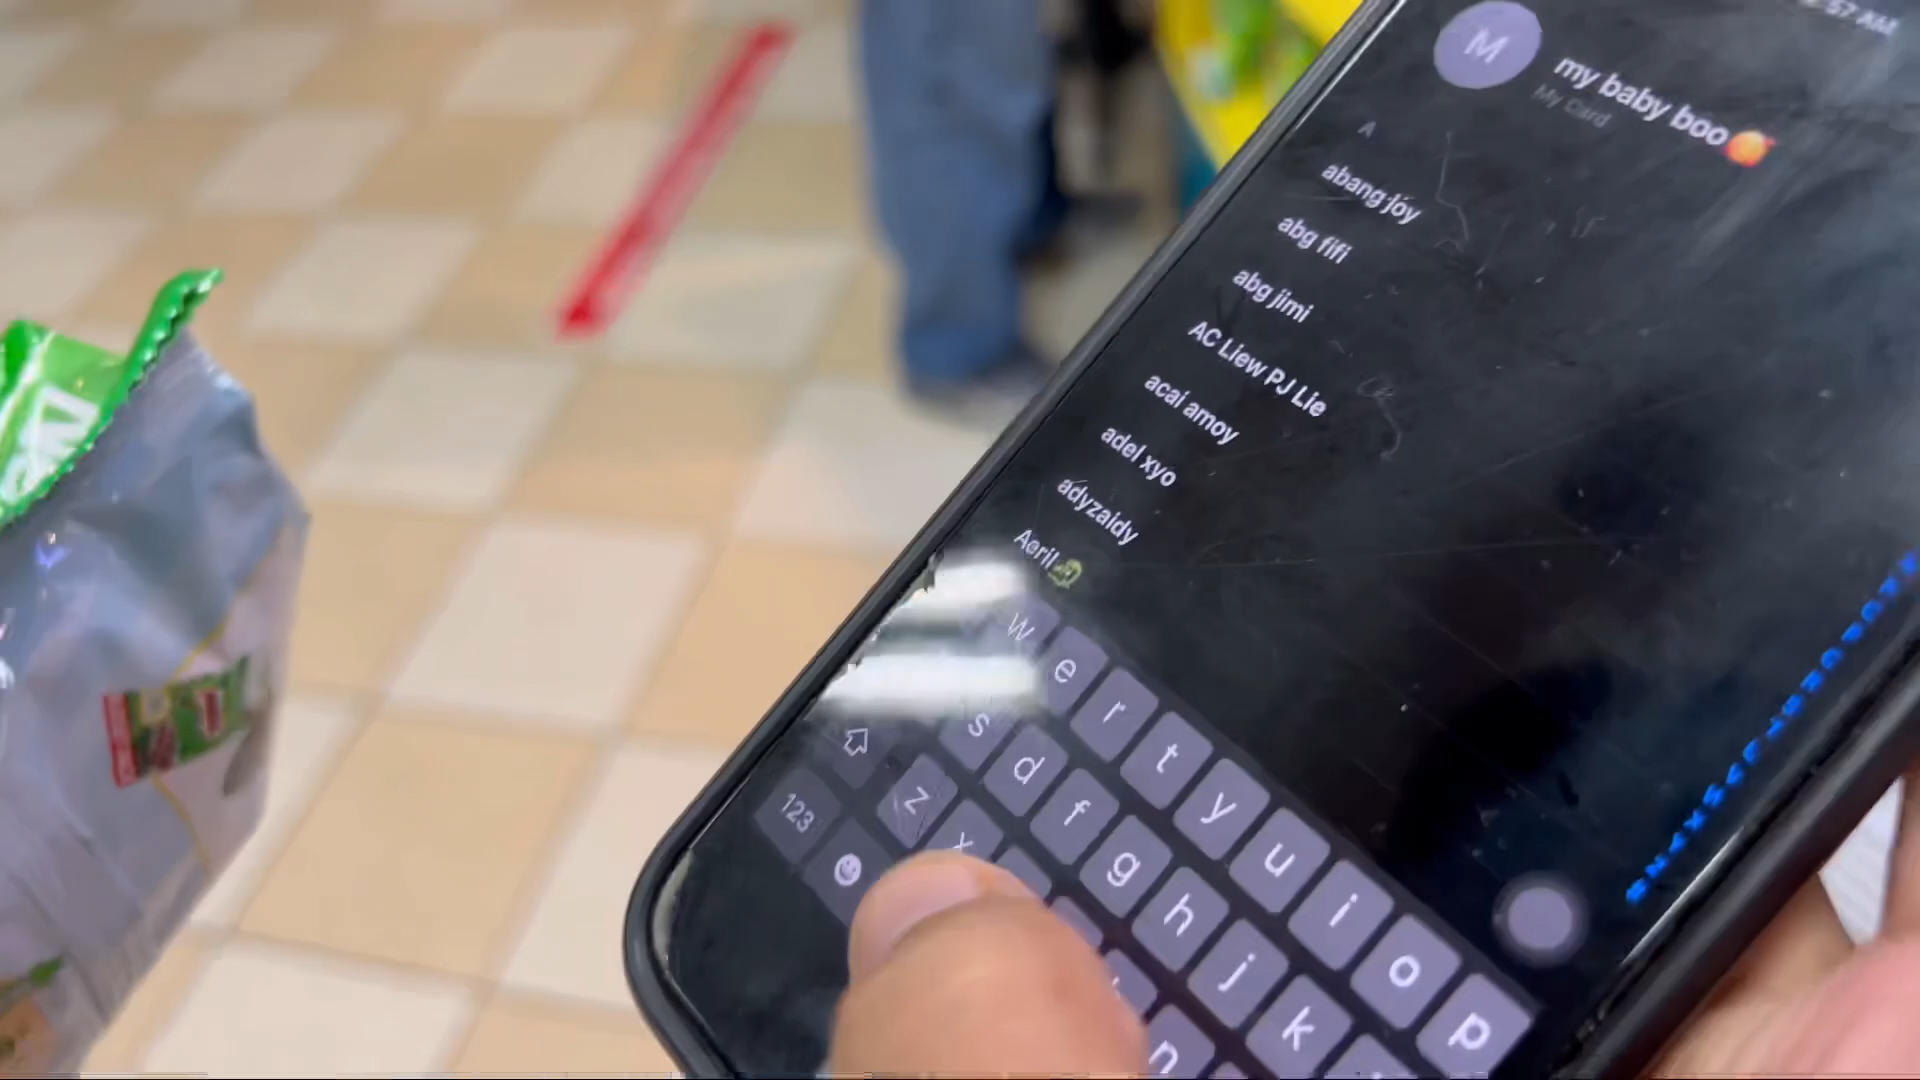 M
my baby boo
My Card
A
abang joy
abg fifi
abg jimi
AC Liew PJ Lie
acai amoy
adel xyo
adyzaidy
Aeril
w e r t y u i o p
s d f g h j k
z x n
123